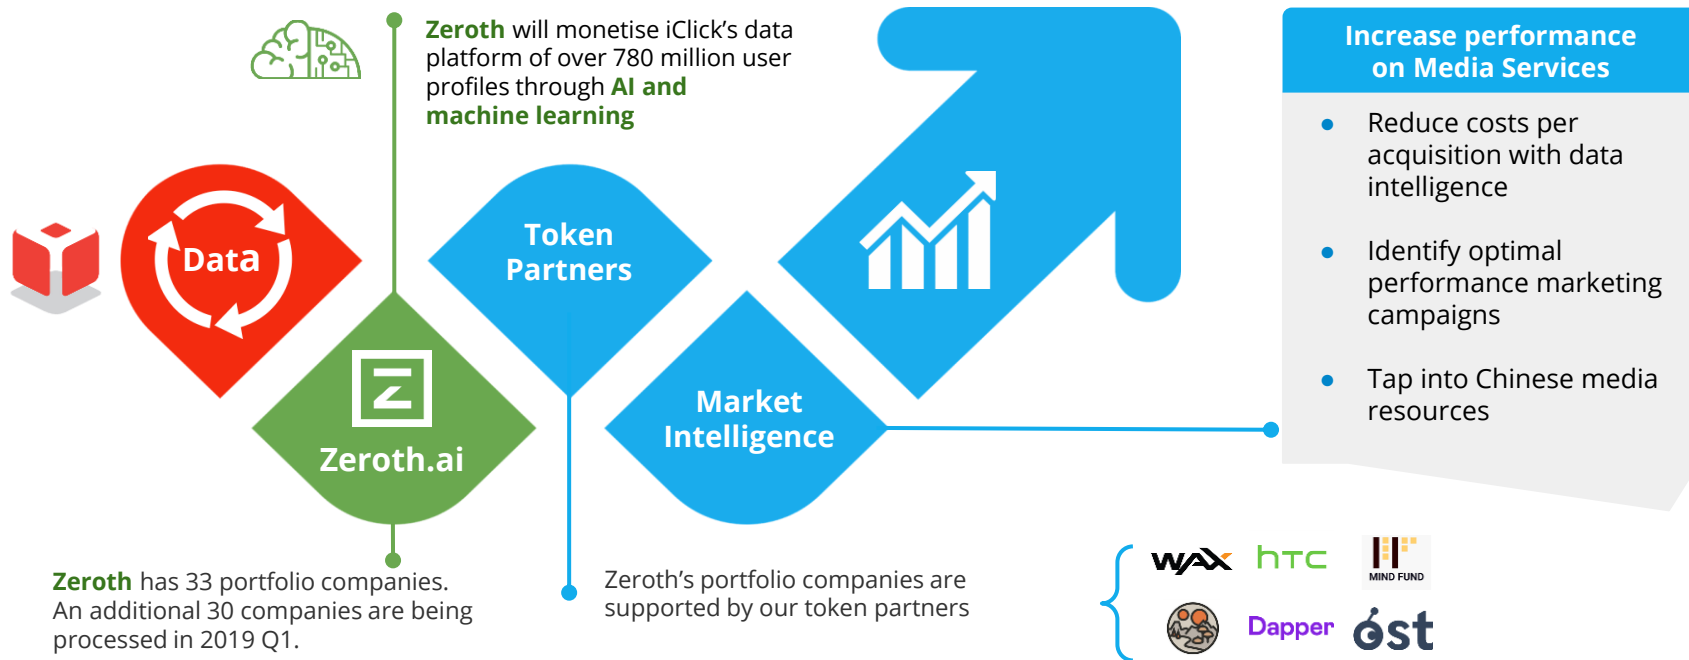 Zeroth will monetise iClick’s data
platform of over 780 million user
profiles through AI and
machine learning
Data
Zeroth.ai
Token
Partners
Market
Intelligence
Increase performance
on Media Services
● Reduce costs per
acquisition with data
intelligence
● Identify optimal
performance marketing
campaigns
● Tap into Chinese media
resources
Zeroth has 33 portfolio companies.
An additional 30 companies are being
processed in 2019 Q1.
Zeroth’s portfolio companies are
supported by our token partners
WAX
hTC
MIND FUND
Dapper
ost